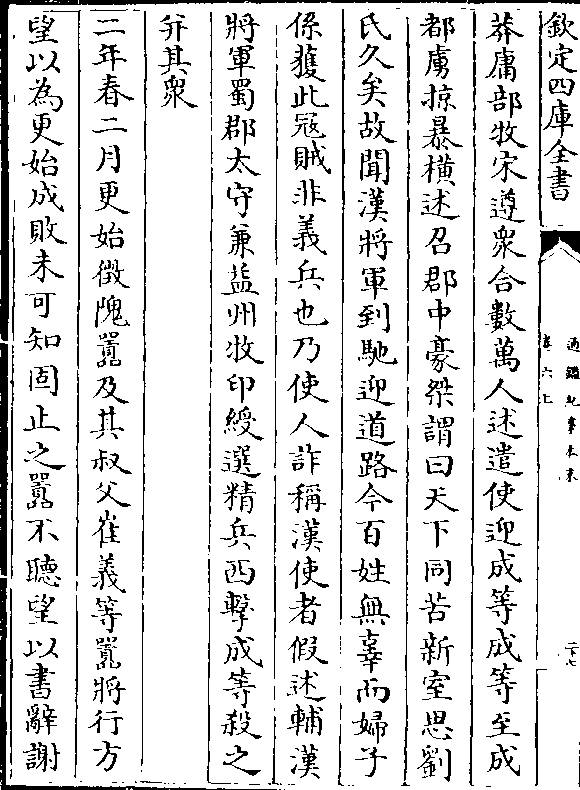 欽定四庫全書
通鑑紀事本末
卷六上
二十七
莽庸部牧宋遵衆合數萬人述遣使迎成等成等至成
都虜掠暴橫述召郡中豪桀謂曰天下同苦新室思劉
氏久矣故聞漢將軍到馳迎道路今百姓無辜而婦子
係獲此冦賊非義兵也乃使人詐稱漢使者假述輔漢
將軍蜀郡太守兼益州牧印綬選精兵西擊成等殺之
并其衆
二年春二月更始徵隗囂及其叔父崔義等囂將行方
望以為更始成敗未可知固止之囂不聽望以書辭謝